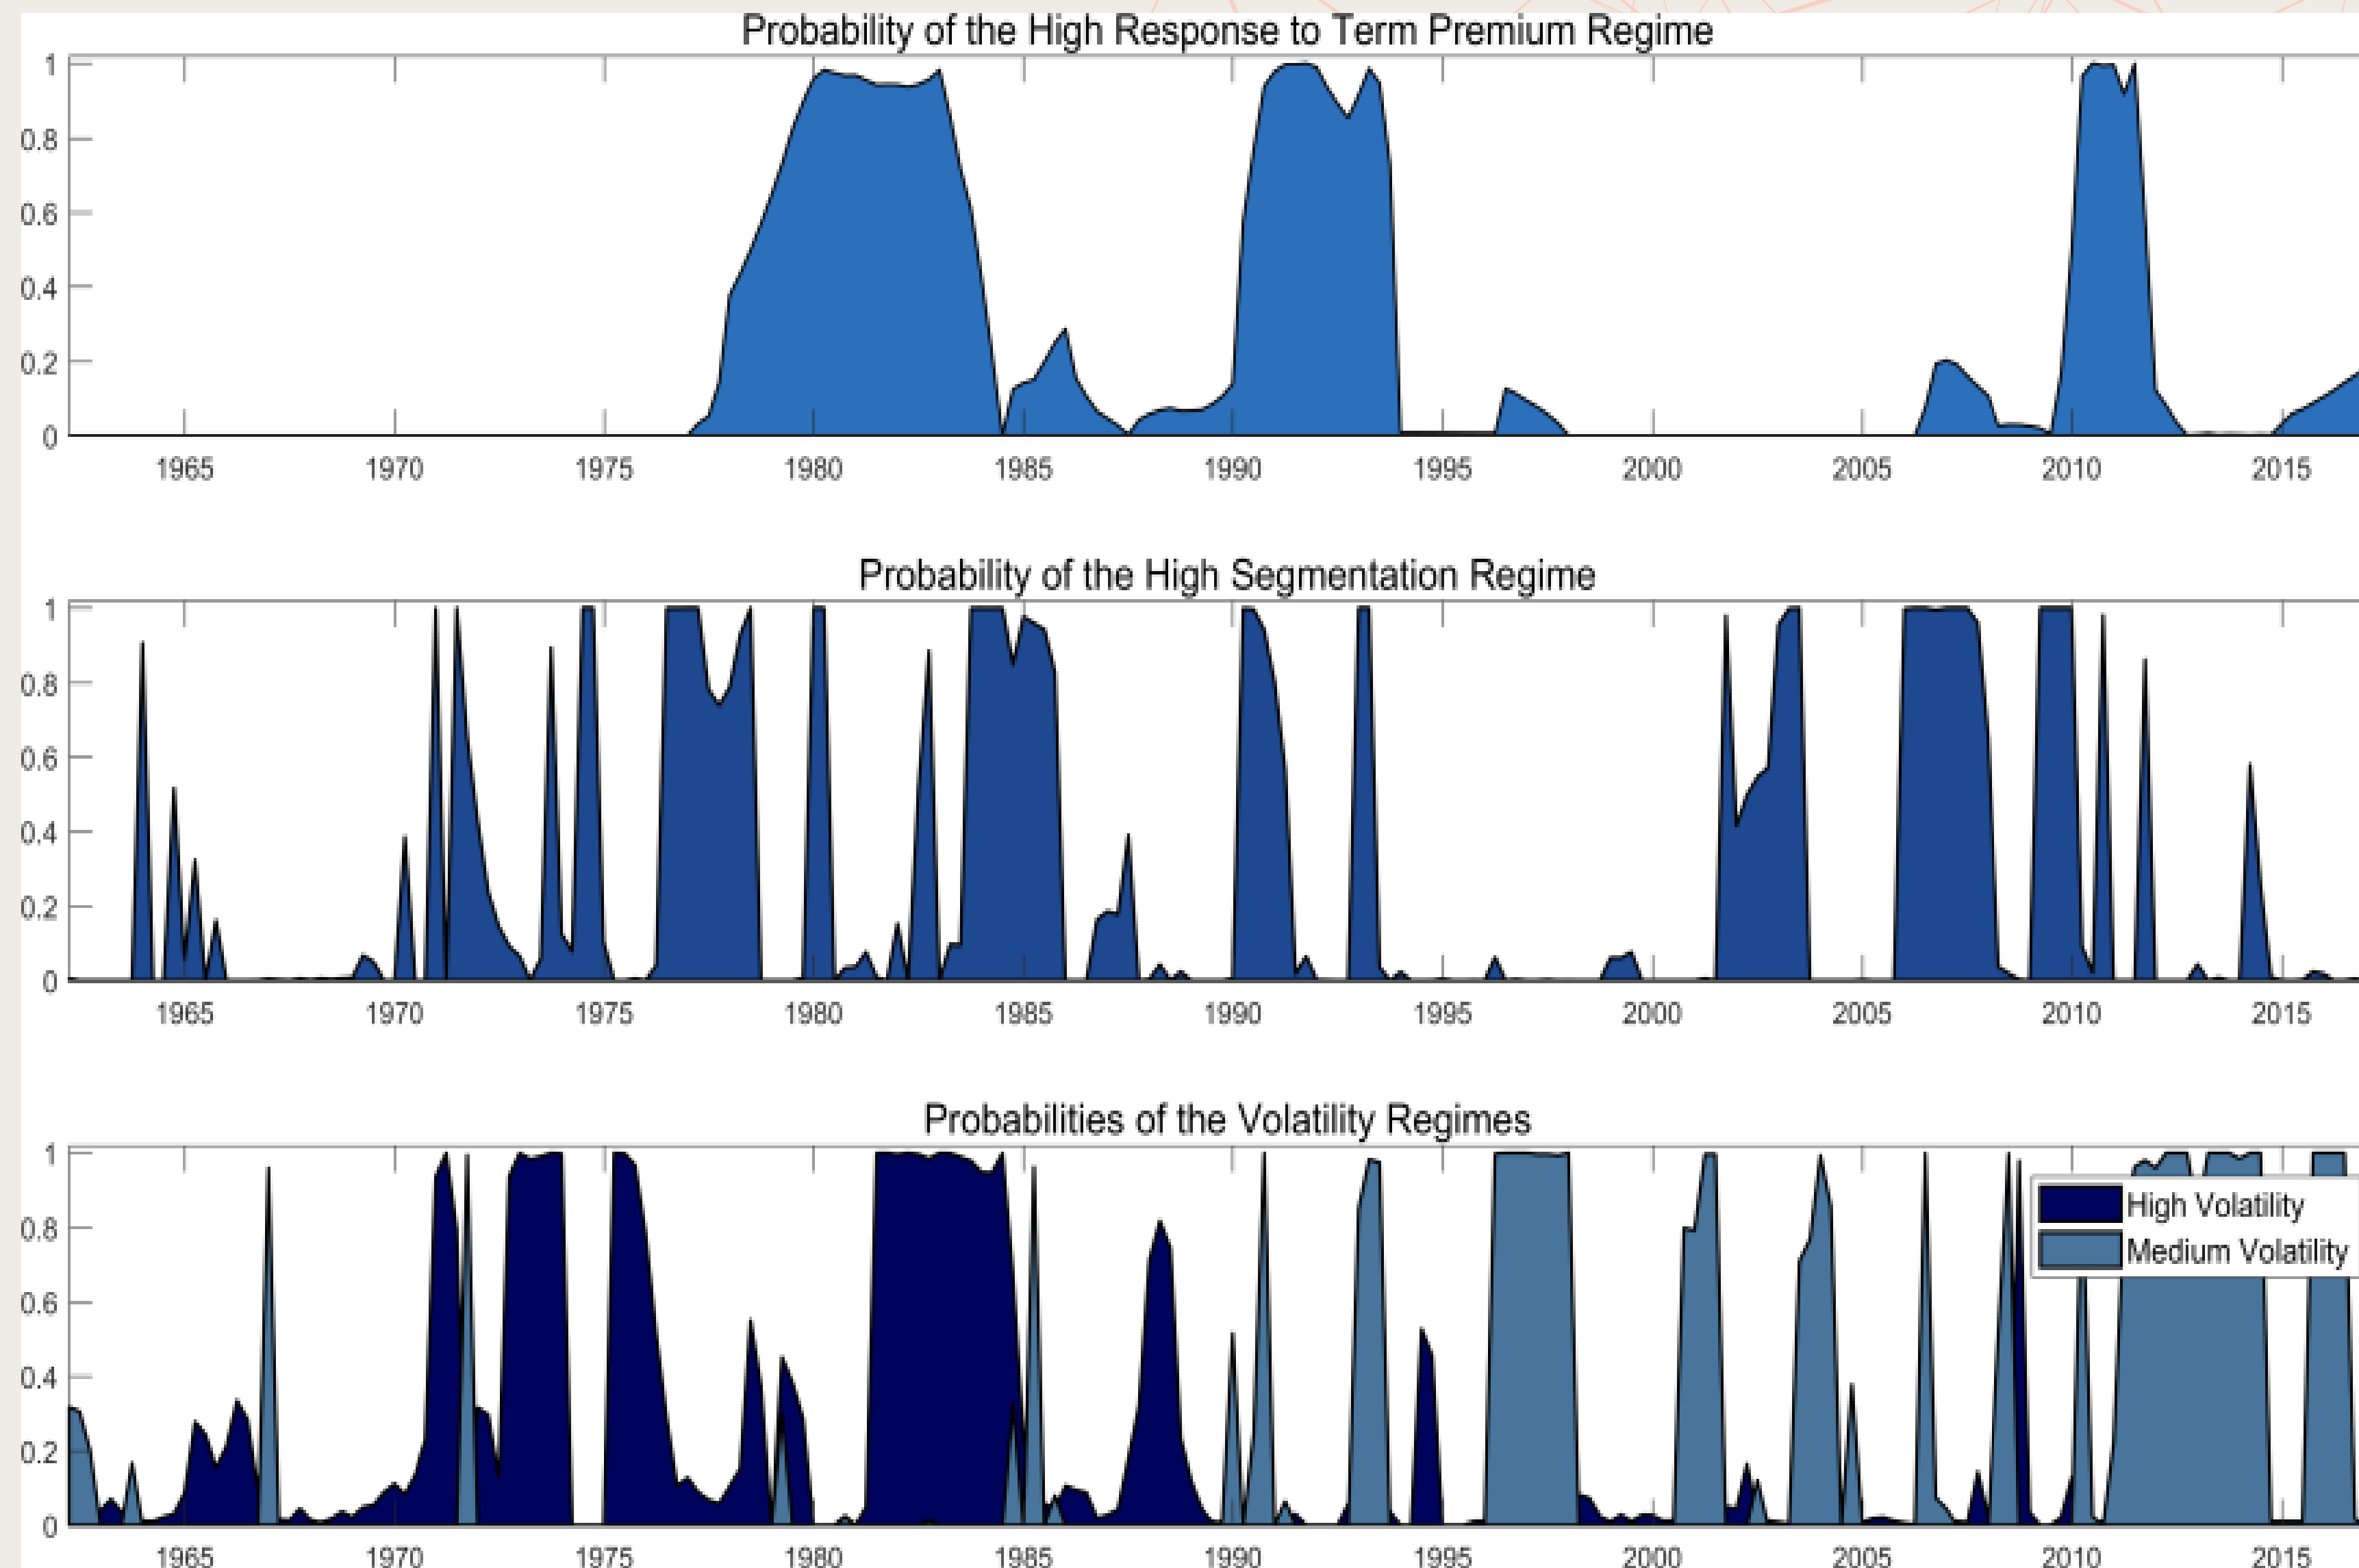 Probability of the High Response to Term Premium Regime
1
0.8
0.6
0.4
0.2
0
1965 1970 1975 1980 1985 1990 1995 2000 2005 2010 2015
Probability of the High Segmentation Regime
1
0.8
0.6
0.4
0.2
0
1965 1970 1975 1980 1985 1990 1995 2000 2005 2010 2015
Probabilities of the Volatility Regimes
1
High Volatility
0.8
Medium Volatility
0.6
0.4
0.2
0
1965 1970 1975 1980 1985 1990 1995 2000 2005 2010 2015